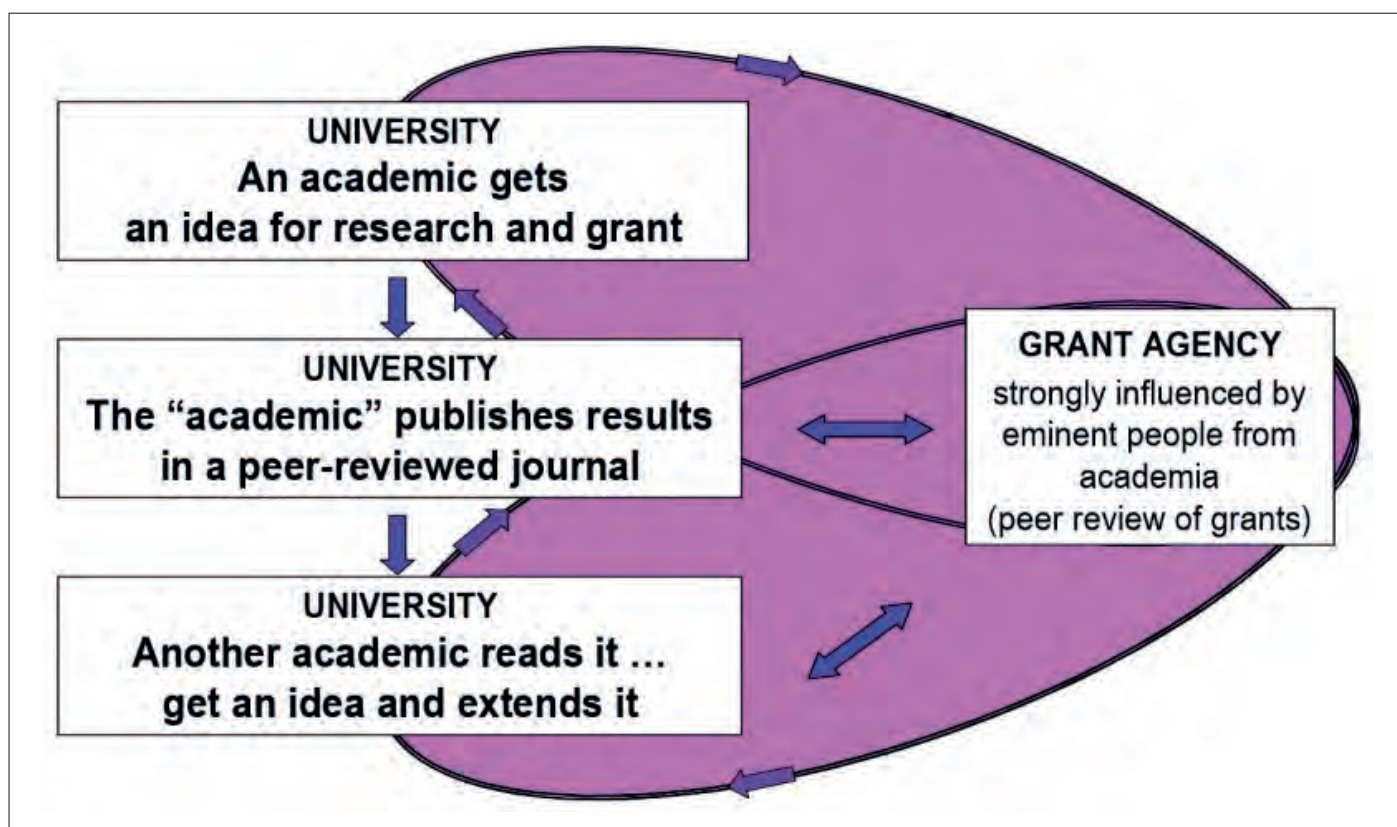 UNIVERSITY
An academic gets
an idea for research and grant
UNIVERSITY
The “academic” publishes results
in a peer-reviewed journal
UNIVERSITY
Another academic reads it ...
get an idea and extends it
GRANT AGENCY
strongly influenced by
eminent people from
academia
(peer review of grants)